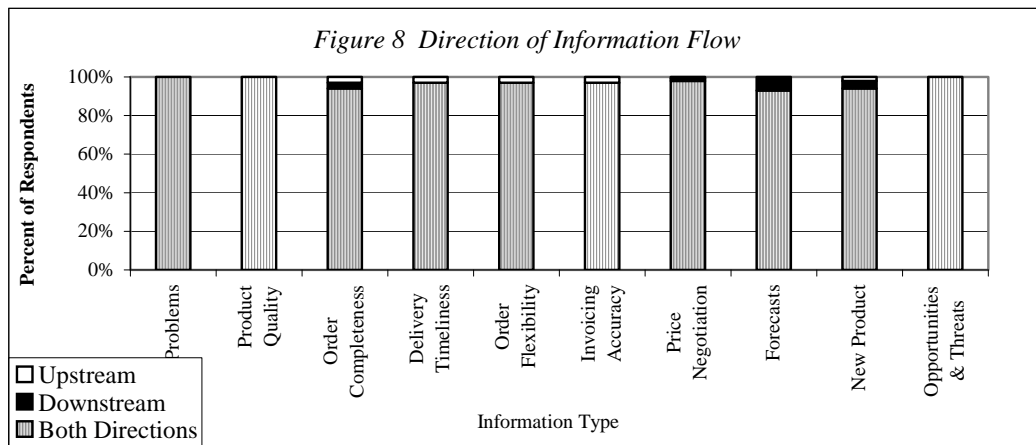 Figure 8 Direction of Information Flow
Percent of Respondents
100%
80%
60%
40%
20%
0%
Problems
Product
Quality
Order
Completeness
Delivery
Timeliness
Order
Flexibility
Invoicing
Accuracy
Price
Negotiation
Forecasts
New Product
Opportunities
& Threats
Information Type
Upstream
Downstream
Both Directions